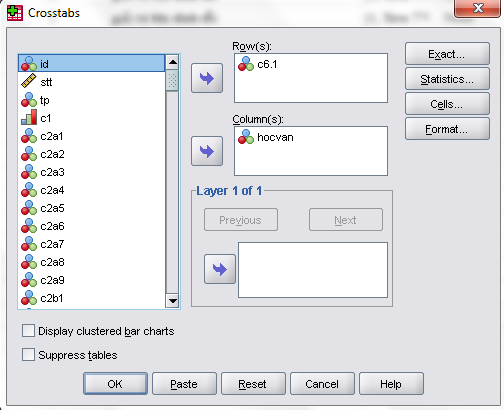 Crosstabs
id
stt
tp
c1
c2a1
c2a2
c2a3
c2a4
c2a5
c2a6
c2a7
c2a8
c2a9
c2b1
Row(s):
c6.1
Column(s):
hocvan
Layer 1 of 1
Previous Next
Exact...
Statistics...
Cells...
Format...
Display clustered bar charts
Suppress tables
OK Paste Reset Cancel Help